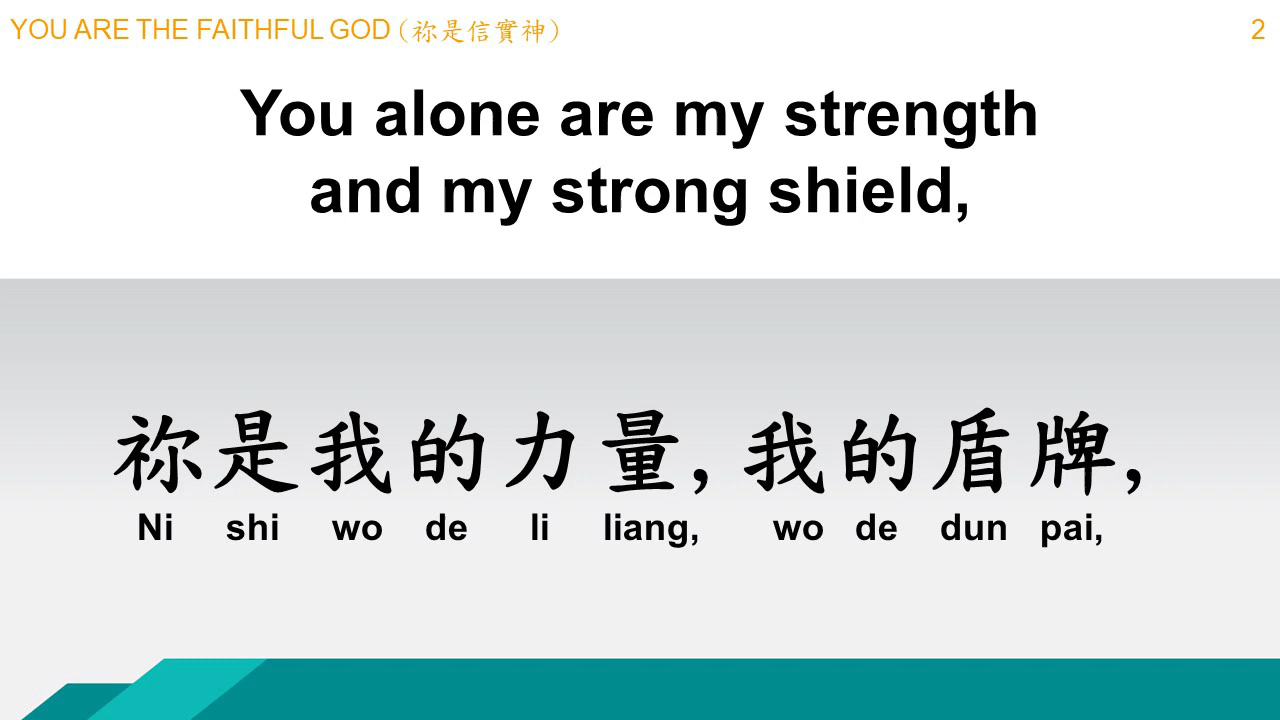 YOU ARE THE FAITHFUL GOD (祢是信實神) 2
You alone are my strength
and my strong shield,
祢是我的力量,我的盾牌,
Ni shi wo de li liang, wo de dun pai,